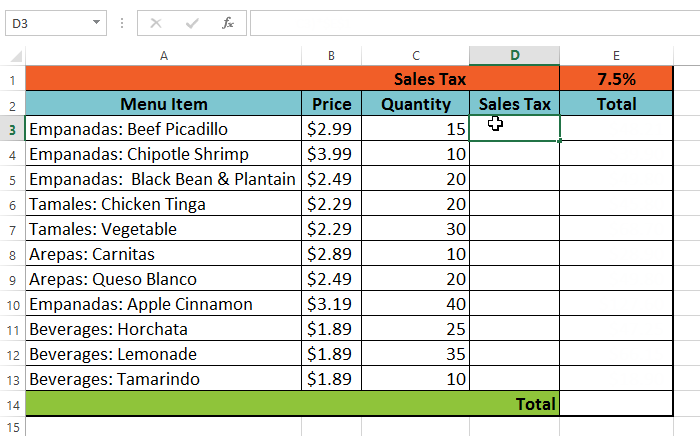 D3 fx
A B C D E
1 Sales Tax 7.5%
2 Menu Item Price Quantity Sales Tax Total
3 Empanadas: Beef Picadillo $2.99 15
4 Empanadas: Chipotle Shrimp $3.99 10
5 Empanadas: Black Bean & Plantain $2.49 20
6 Tamales: Chicken Tinga $2.29 20
7 Tamales: Vegetable $2.29 30
8 Arepas: Carnitas $2.89 10
9 Arepas: Queso Blanco $2.49 20
10 Empanadas: Apple Cinnamon $3.19 40
11 Beverages: Horchata $1.89 25
12 Beverages: Lemonade $1.89 35
13 Beverages: Tamarindo $1.89 10
14 Total
15